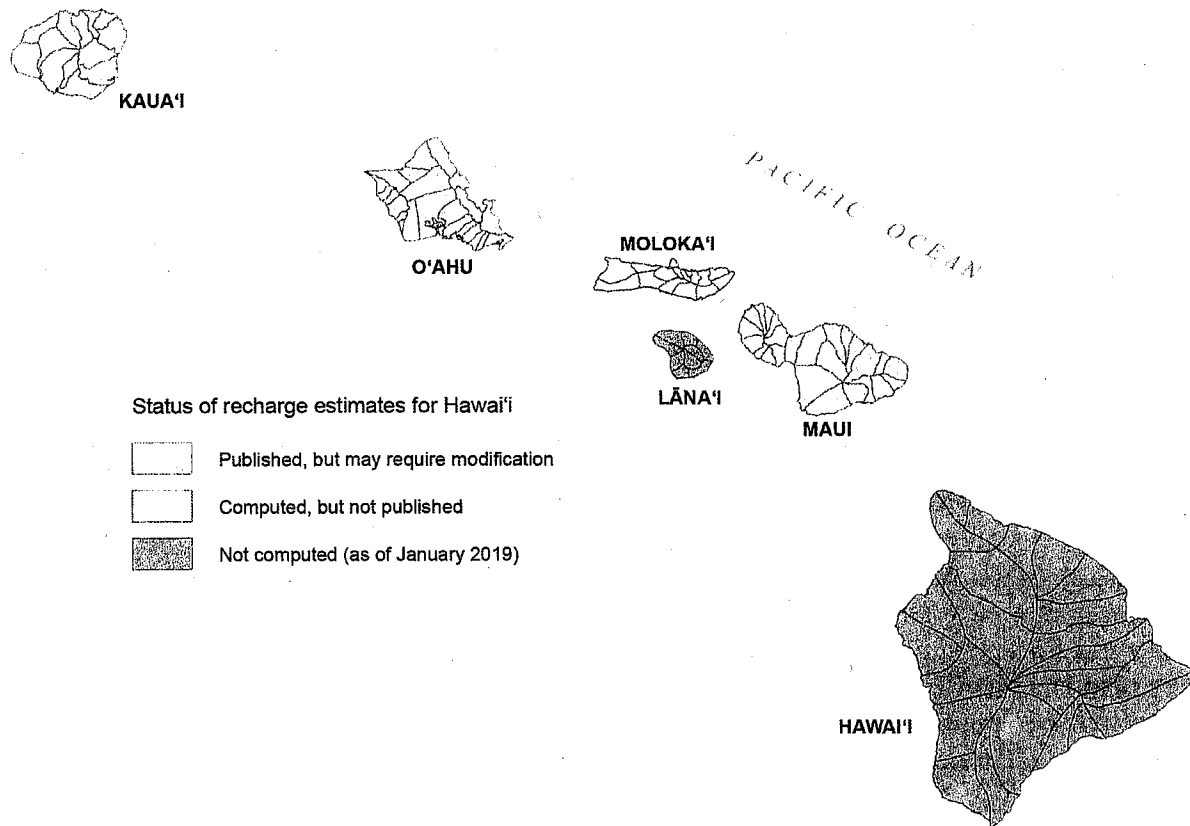 KAUA‘I
PACIFIC OCEAN
O‘AHU
MOLOKA‘I
LĀNA‘I
MAUI
Status of recharge estimates for Hawai‘i
Published, but may require modification
Computed, but not published
Not computed (as of January 2019)
HAWAI‘I